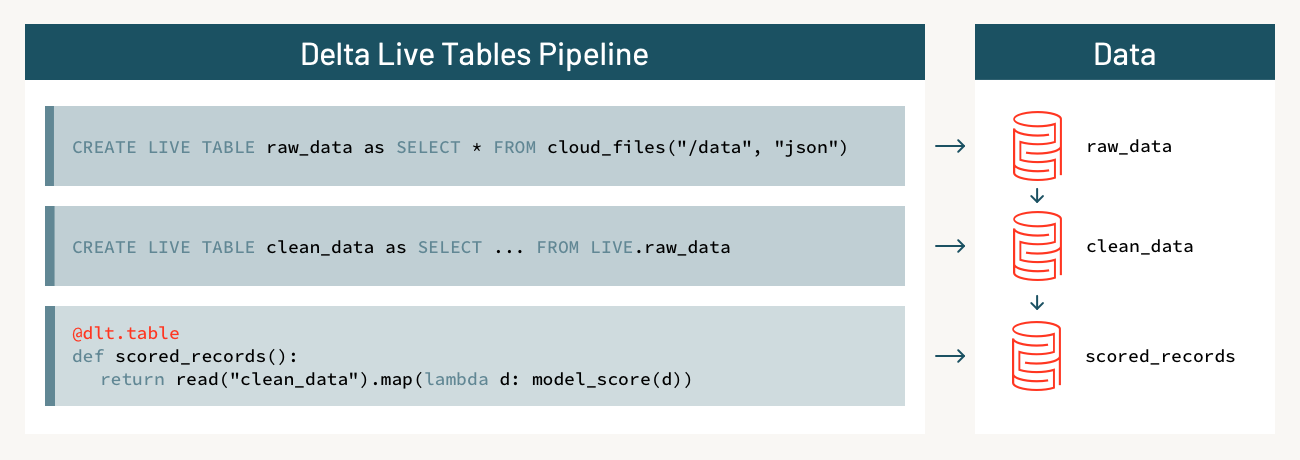 Delta Live Tables Pipeline
Data
CREATE LIVE TABLE raw_data as SELECT * FROM cloud_files("/data", "json")
raw_data
CREATE LIVE TABLE clean_data as SELECT ... FROM LIVE.raw_data
clean_data
@dlt.table
def scored_records():
return read("clean_data").map(lambda d: model_score(d))
scored_records